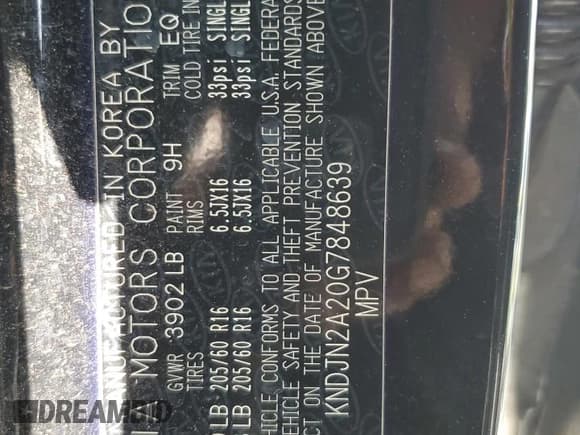 NUFACTURED IN KOREA BY
MOTORS CORPORATIO
GVWR 3902 LB PAINT 9H TRIM EQ
TIRES RIMS COLD TIRE IN
LB 205/60 R16 6.5JX16 33psi SINGL
LB 205/60 R16 6.5JX16 33psi SINGL
HICLE CONFORMS TO ALL APPLICABLE U.S.A. FEDERA
EHICLE SAFETY AND THEFT PREVENTION STANDARDS
CT ON THE DATE OF MANUFACTURE SHOWN ABOVE
KNDJN2A20G7848639
MPV
KIA
DREAMBID